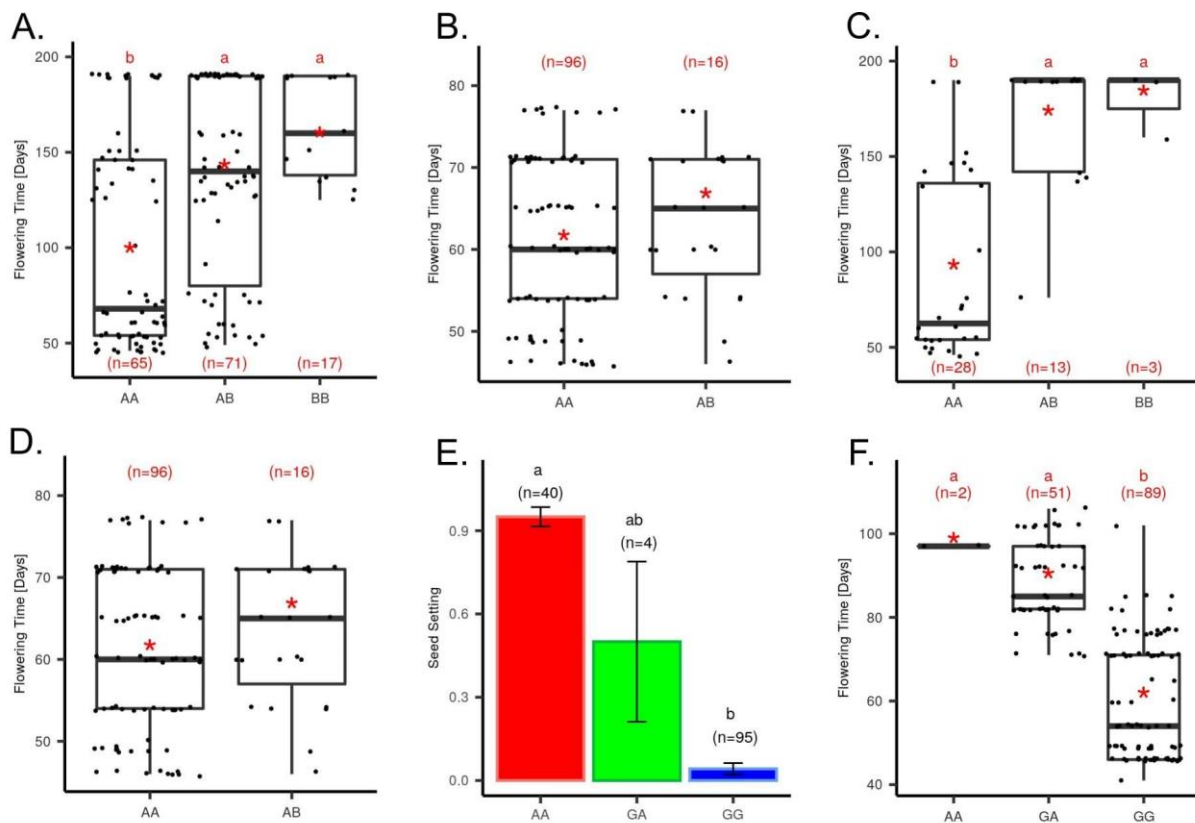 A.
Flowering Time [Days]
200
150
100
50
b a a
(n=65) (n=71) (n=17)
AA AB BB
B.
Flowering Time [Days]
80
70
60
50
(n=96) (n=16)
AA AB
C.
Flowering Time [Days]
200
150
100
50
b a a
(n=28) (n=13) (n=3)
AA AB BB
D.
Flowering Time [Days]
80
70
60
50
(n=96) (n=16)
AA AB
E.
Seed Setting
0.9
0.6
0.3
0.0
a
(n=40)
ab
(n=4)
b
(n=95)
AA GA GG
F.
Flowering Time [Days]
100
80
60
40
a a b
(n=2) (n=51) (n=89)
AA GA GG